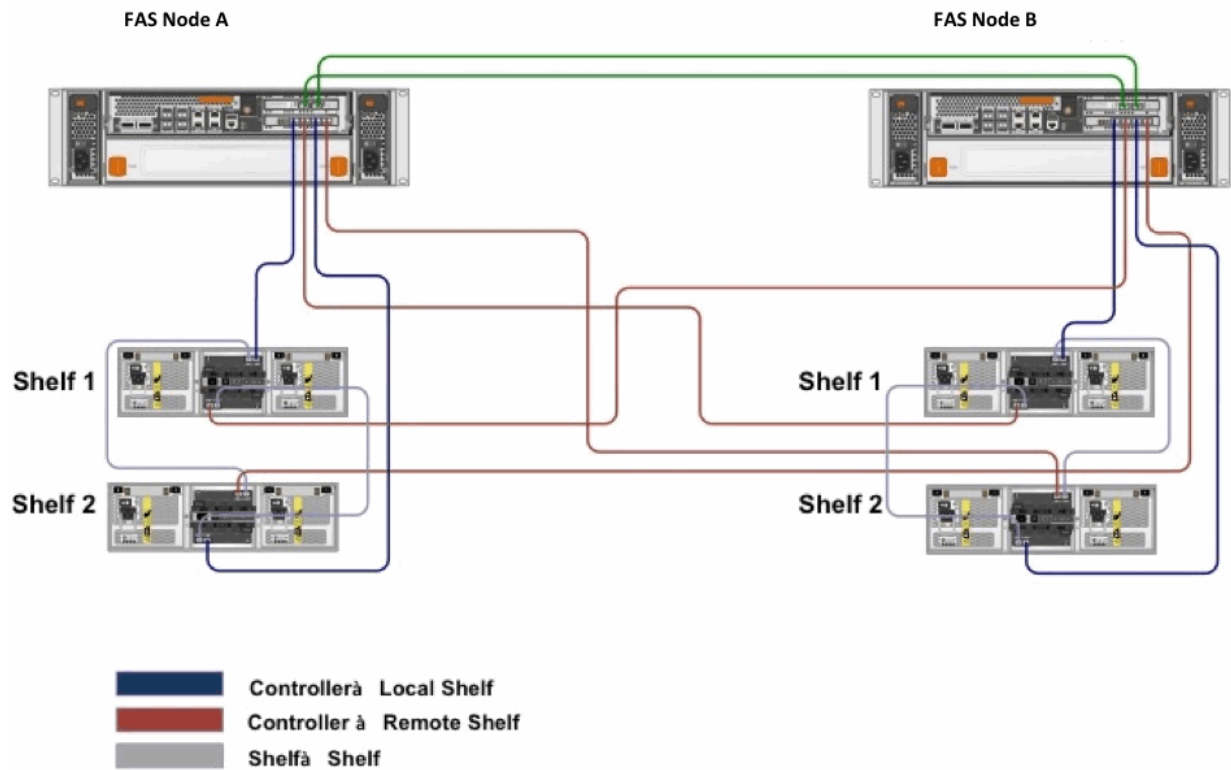 FAS Node A
FAS Node B
Shelf 1
Shelf 1
Shelf 2
Shelf 2
Controllerà Local Shelf
Controller à Remote Shelf
Shelfà Shelf